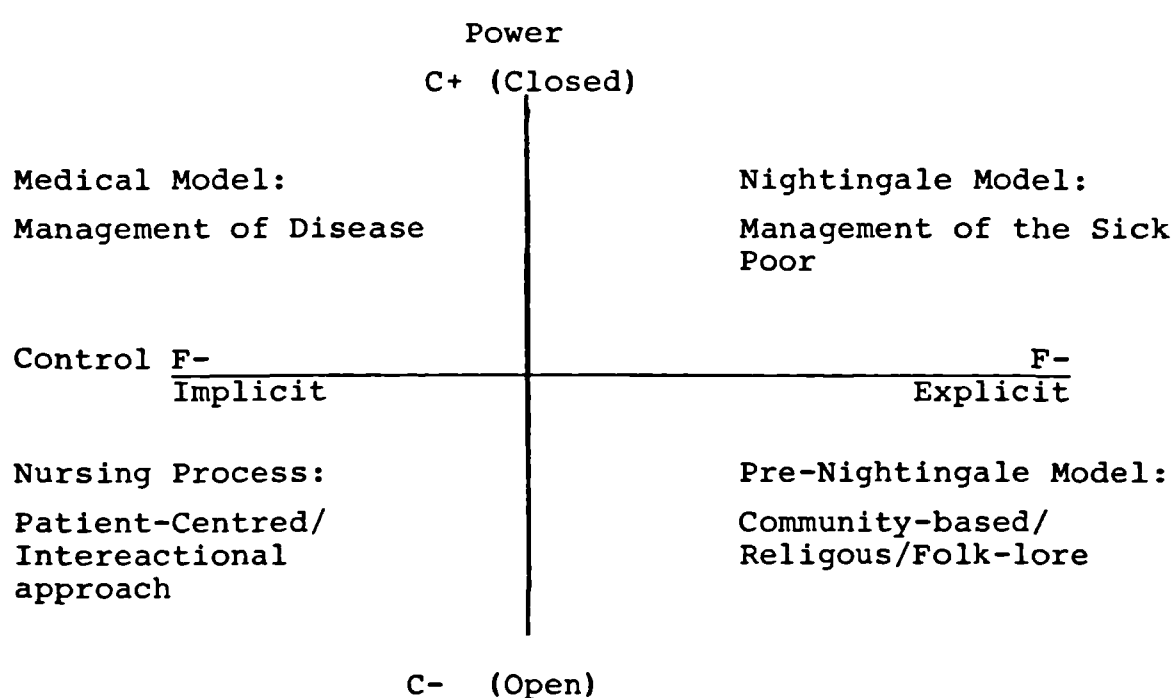 Power
C+ (Closed)
Medical Model:
Management of Disease
Nightingale Model:
Management of the Sick
Poor
Control F-
Implicit
F-
Explicit
Nursing Process:
Patient-Centred/
Intereactional
approach
Pre-Nightingale Model:
Community-based/
Religous/Folk-lore
C- (Open)